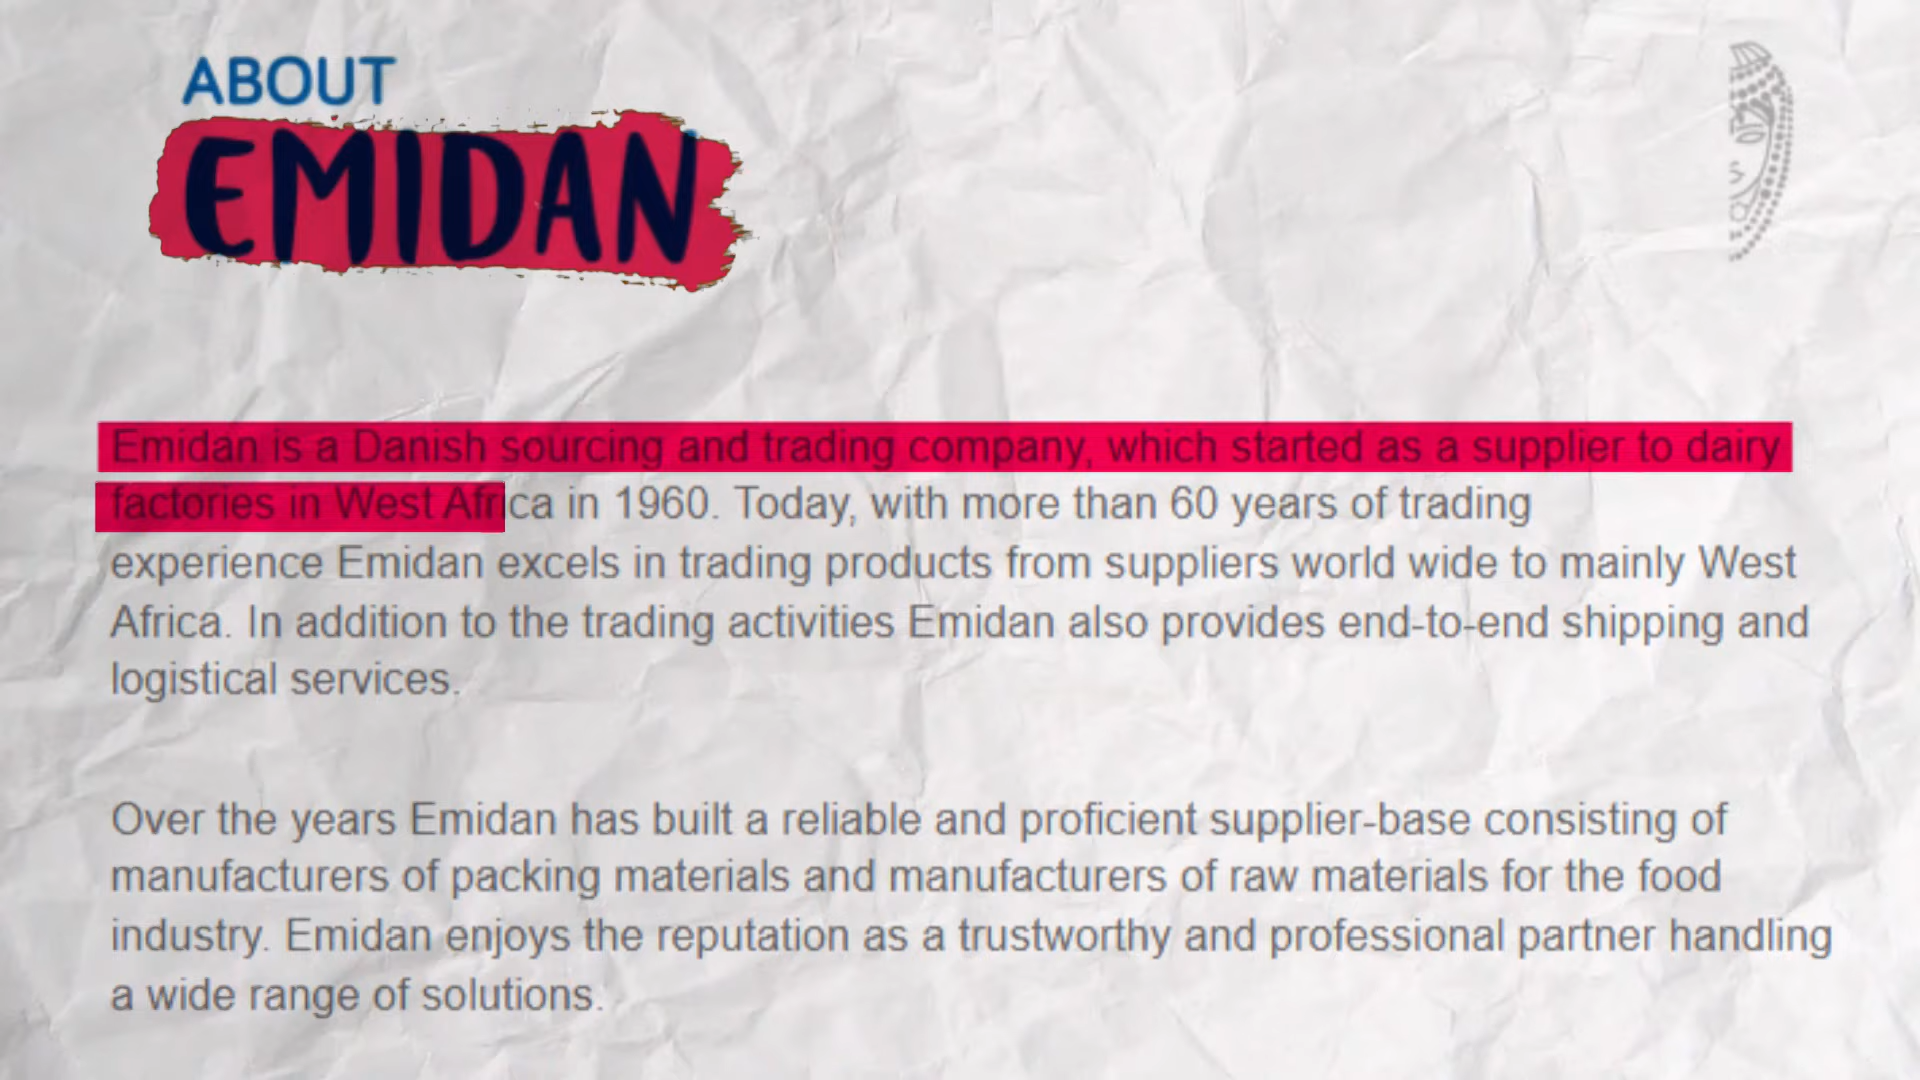 ABOUT
EMIDAN
Emidan is a Danish sourcing and trading company, which started as a supplier to dairy
factories in West Africa in 1960. Today, with more than 60 years of trading
experience Emidan excels in trading products from suppliers world wide to mainly West
Africa. In addition to the trading activities Emidan also provides end-to-end shipping and
logistical services.
Over the years Emidan has built a reliable and proficient supplier-base consisting of
manufacturers of packing materials and manufacturers of raw materials for the food
industry. Emidan enjoys the reputation as a trustworthy and professional partner handling
a wide range of solutions.